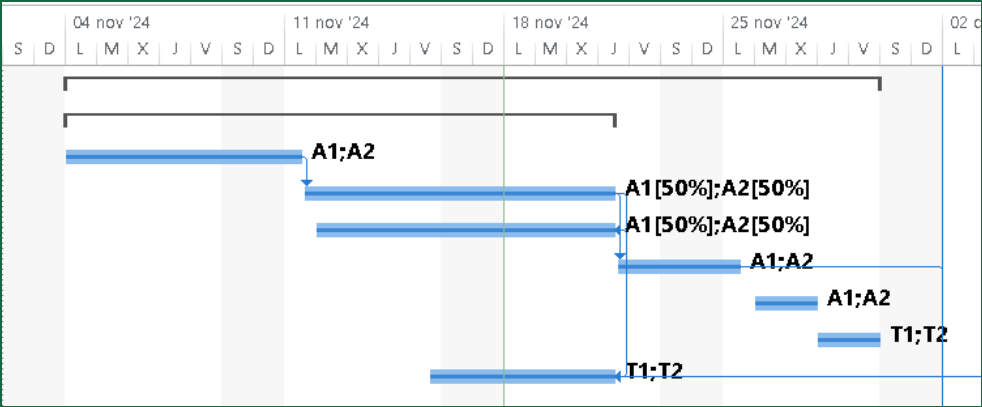 04 nov '24 11 nov '24 18 nov '24 25 nov '24 02 d
S D L M X J V S D L M X J V S D L M X J V S D L M X J V S D L
A1;A2
A1[50%];A2[50%]
A1[50%];A2[50%]
A1;A2
A1;A2
T1;T2
T1;T2